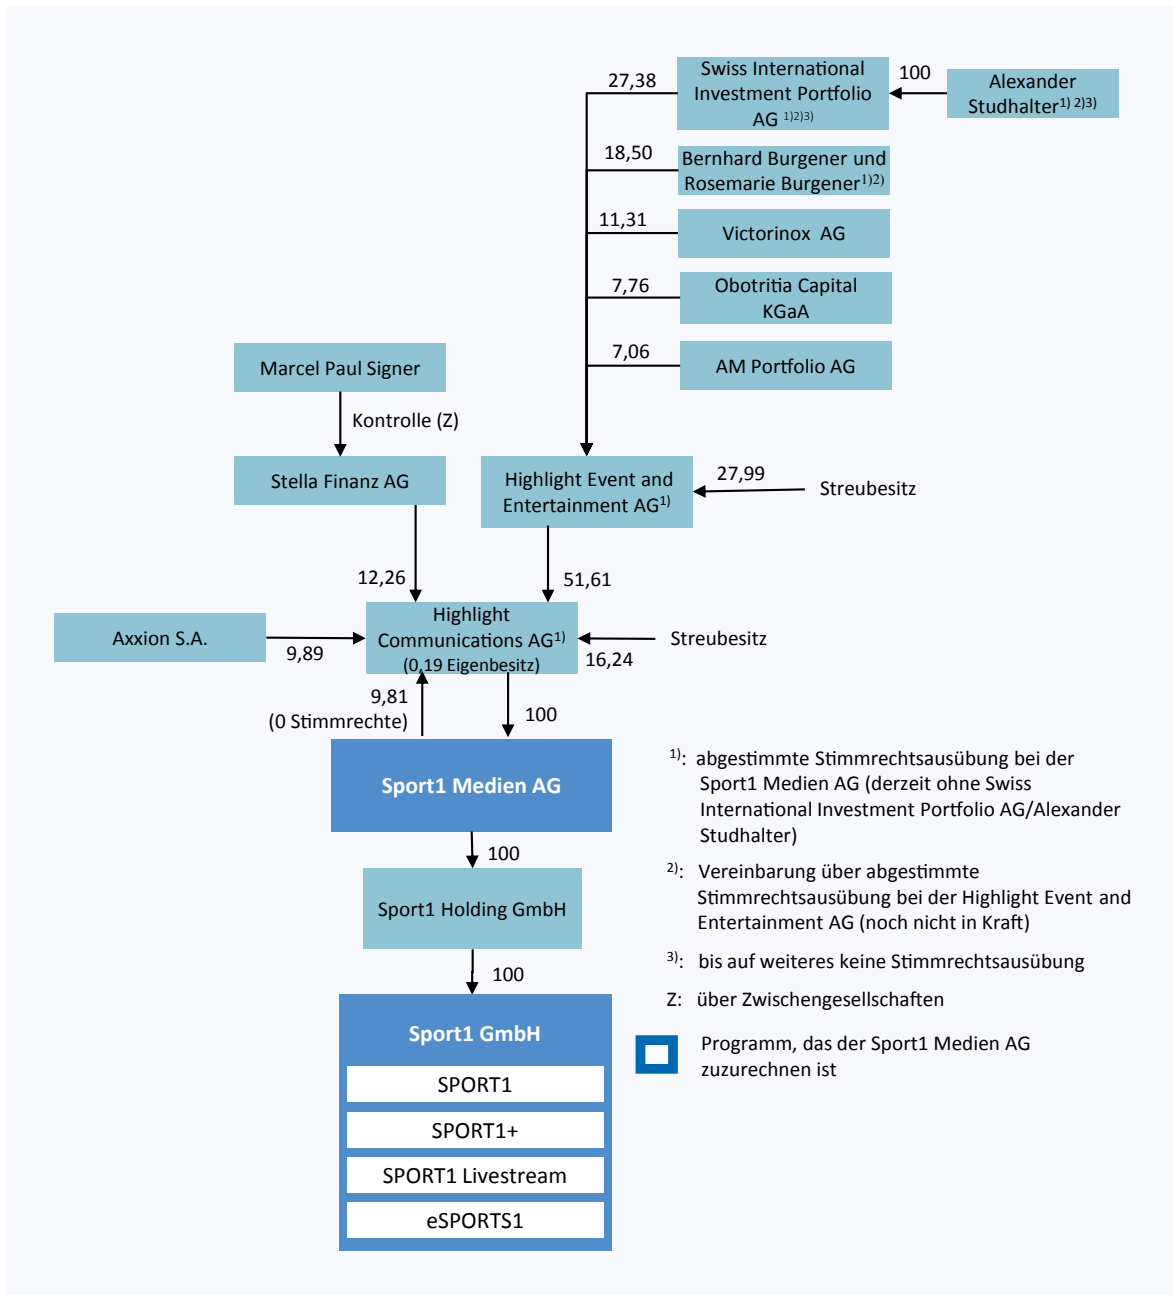 27,38
Swiss International
Investment Portfolio
AG 1)2)3)
100
Alexander
Studhalter1) 2)3)
18,50
Bernhard Burgener und
Rosemarie Burgener1)2)
11,31
Victorinox AG
7,76
Obotritia Capital
KGaA
7,06
AM Portfolio AG
Marcel Paul Signer
Kontrolle (Z)
Stella Finanz AG
Highlight Event and
Entertainment AG1)
27,99
Streubesitz
12,26
51,61
Axxion S.A.
9,89
Highlight
Communications AG1)
(0,19 Eigenbesitz)
16,24
Streubesitz
9,81
(0 Stimmrechte)
100
Sport1 Medien AG
100
Sport1 Holding GmbH
100
Sport1 GmbH
SPORT1
SPORT1+
SPORT1 Livestream
eSPORTS1
1): abgestimmte Stimmrechtsausübung bei der
Sport1 Medien AG (derzeit ohne Swiss
International Investment Portfolio AG/Alexander
Studhalter)
2): Vereinbarung über abgestimmte
Stimmrechtsausübung bei der Highlight Event and
Entertainment AG (noch nicht in Kraft)
3): bis auf weiteres keine Stimmrechtsausübung
Z: über Zwischengesellschaften
Programm, das der Sport1 Medien AG
zuzurechnen ist